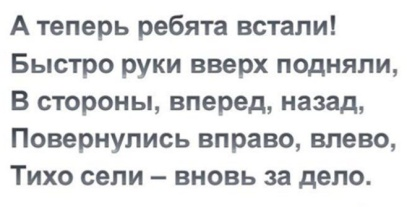 А теперь ребята встали!
Быстро руки вверх подняли,
В стороны, вперед, назад,
Повернулись вправо, влево,
Тихо сели – вновь за дело.